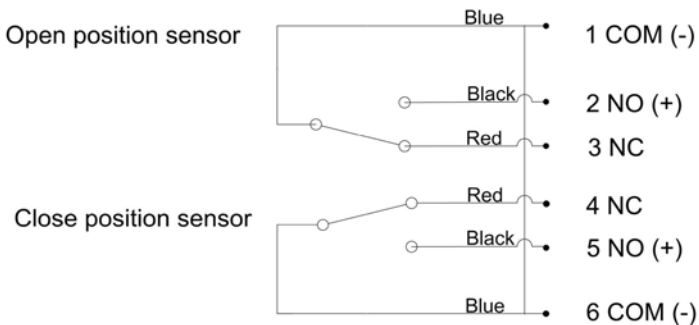 Blue
Open position sensor
1 COM (-)
Black
2 NO (+)
Red
3 NC
Red
4 NC
Close position sensor
Black
5 NO (+)
Blue
6 COM (-)